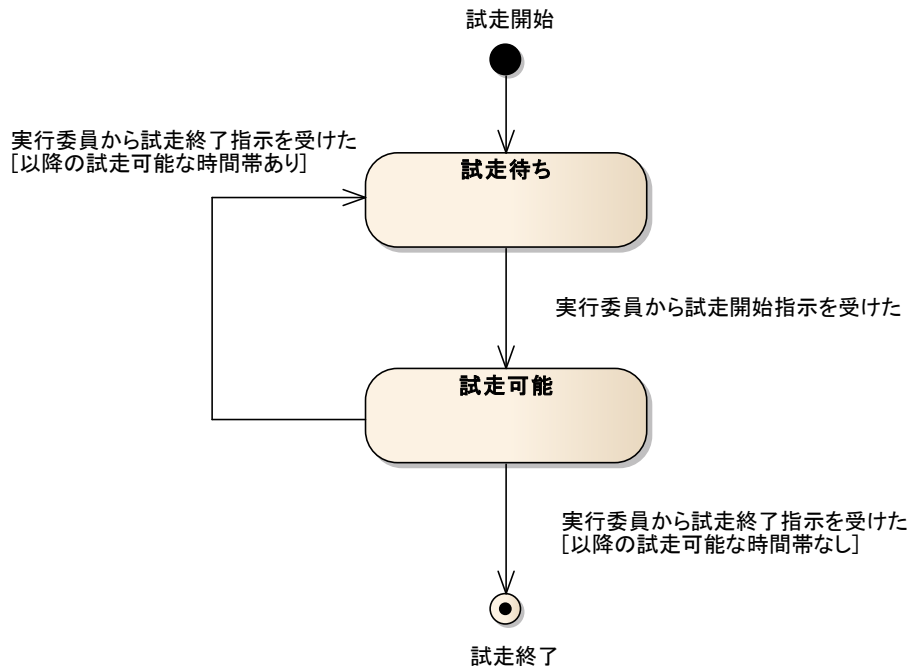 試走開始
実行委員から試走終了指示を受けた
[以降の試走可能な時間帯あり]
試走待ち
実行委員から試走開始指示を受けた
試走可能
実行委員から試走終了指示を受けた
[以降の試走可能な時間帯なし]
試走終了